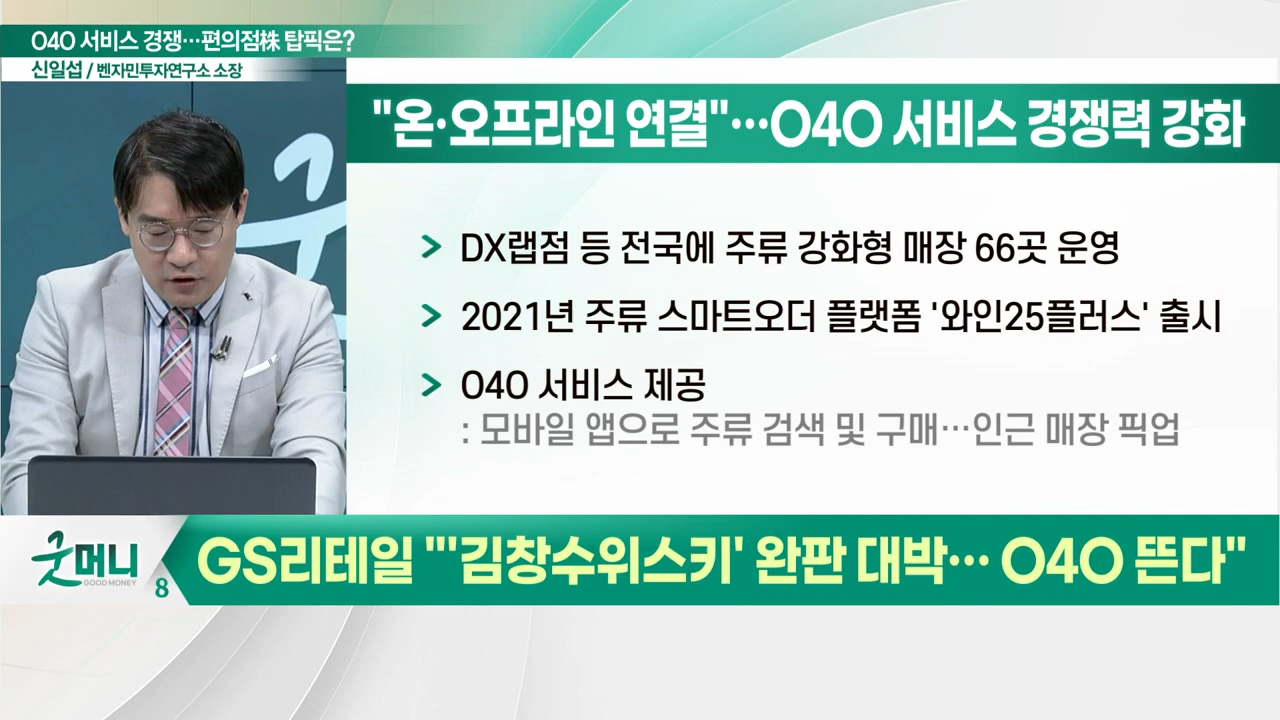 O4O 서비스 경쟁…편의점株 탑픽은?
신일섭 / 벤자민투자연구소 소장
"온·오프라인 연결"…O4O 서비스 경쟁력 강화
> DX랩점 등 전국에 주류 강화형 매장 66곳 운영
> 2021년 주류 스마트오더 플랫폼 '와인25플러스' 출시
> O4O 서비스 제공
: 모바일 앱으로 주류 검색 및 구매…인근 매장 픽업
굿머니
GOOD MONEY
8
GS리테일 "'김창수위스키' 완판 대박… O4O 뜬다"